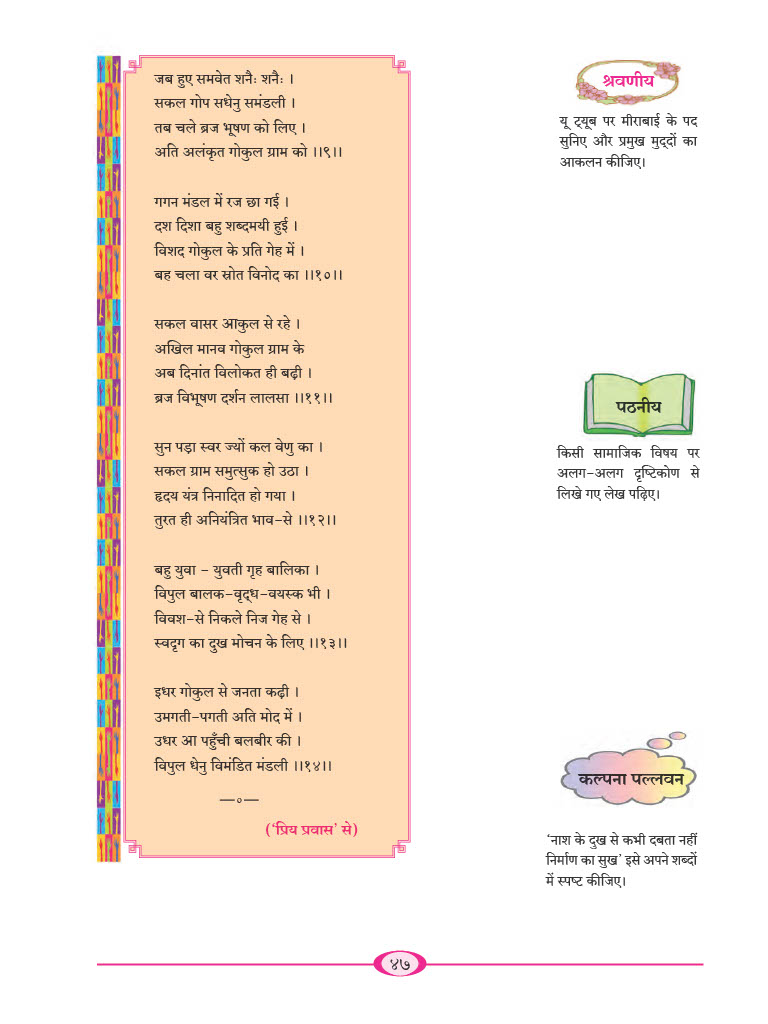 जब हुए समवेत शनैः शनैः ।
सकल गोप सधेनु समंडली ।
तब चले ब्रज भूषण को लिए ।
अति अलंकृत गोकुल ग्राम को ।।९।।
गगन मंडल में रज छा गई ।
दश दिशा बहु शब्दमयी हुई ।
विशद गोकुल के प्रति गेह में ।
बह चला वर स्रोत विनोद का ।।१०।।
सकल वासर आकुल से रहे ।
अखिल मानव गोकुल ग्राम के
अब दिनांत विलोकत ही बढ़ी ।
ब्रज विभूषण दर्शन लालसा ।।११।।
सुन पड़ा स्वर ज्यों कल वेणु का ।
सकल ग्राम समुत्सुक हो उठा ।
हृदय यंत्र निनादित हो गया ।
तुरत ही अनियंत्रित भाव-से ।।१२।।
बहु युवा - युवती गृह बालिका ।
विपुल बालक-वृद्ध-वयस्क भी ।
विवश-से निकले निज गेह से ।
स्वदृग का दुख मोचन के लिए ।।१३।।
इधर गोकुल से जनता कढ़ी ।
उमगती-पगती अति मोद में ।
उधर आ पहुँची बलबीर की ।
विपुल धेनु विमंडित मंडली ।।१४।।
—०—
('प्रिय प्रवास' से)
श्रवणीय
यू ट्यूब पर मीराबाई के पद
सुनिए और प्रमुख मुद्दों का
आकलन कीजिए।
पठनीय
किसी सामाजिक विषय पर
अलग-अलग दृष्टिकोण से
लिखे गए लेख पढ़िए।
कल्पना पल्लवन
'नाश के दुख से कभी दबता नहीं
निर्माण का सुख' इसे अपने शब्दों
में स्पष्ट कीजिए।
४७